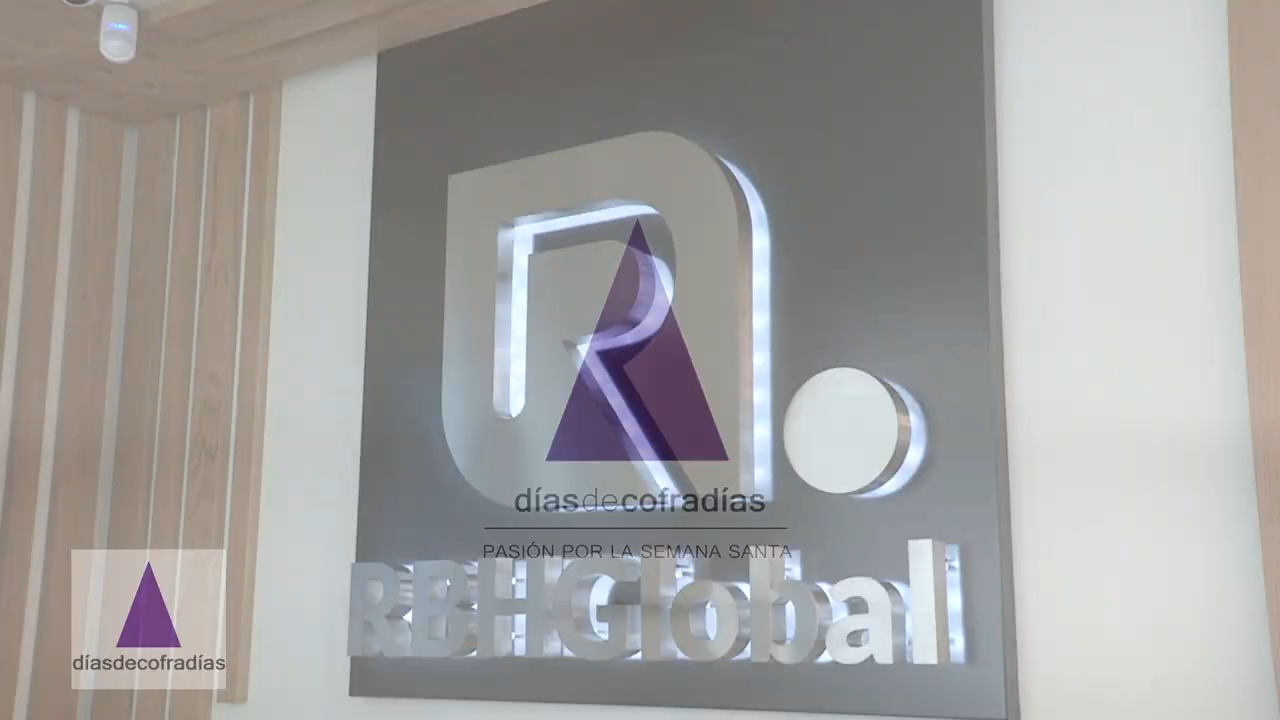 R.
díasdecofradías
PASIÓN POR LA SEMANA SANTA
RBHGlobal
díasdecofradías